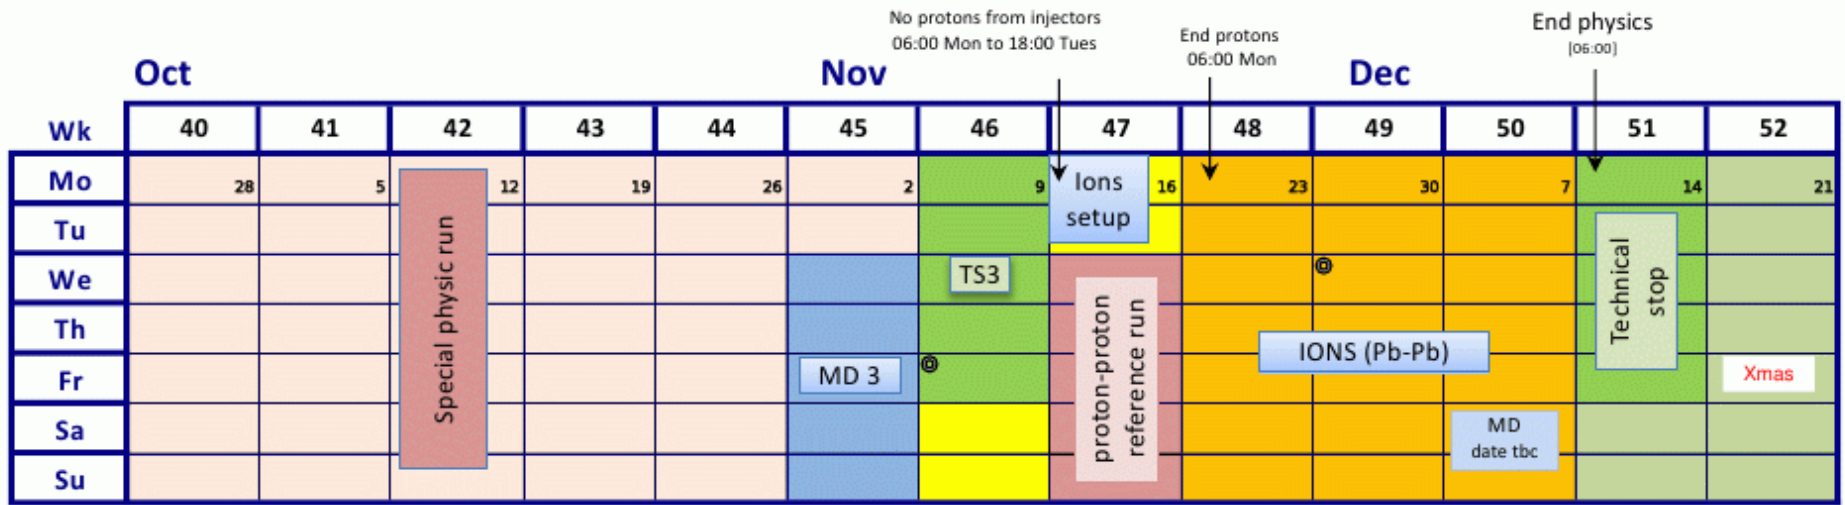 No protons from injectors
06:00 Mon to 18:00 Tues
End protons
06:00 Mon
End physics
[06:00]
Oct Nov Dec
Wk 40 41 42 43 44 45 46 47 48 49 50 51 52
Mo 28 5 12 19 26 2 9 16 23 30 7 14 21
Ions
setup
Tu
We
Th
Fr
Sa
Su
Special physic run
MD 3
TS3
proton-proton
reference run
IONS (Pb-Pb)
MD
date tbc
Technical
stop
Xmas